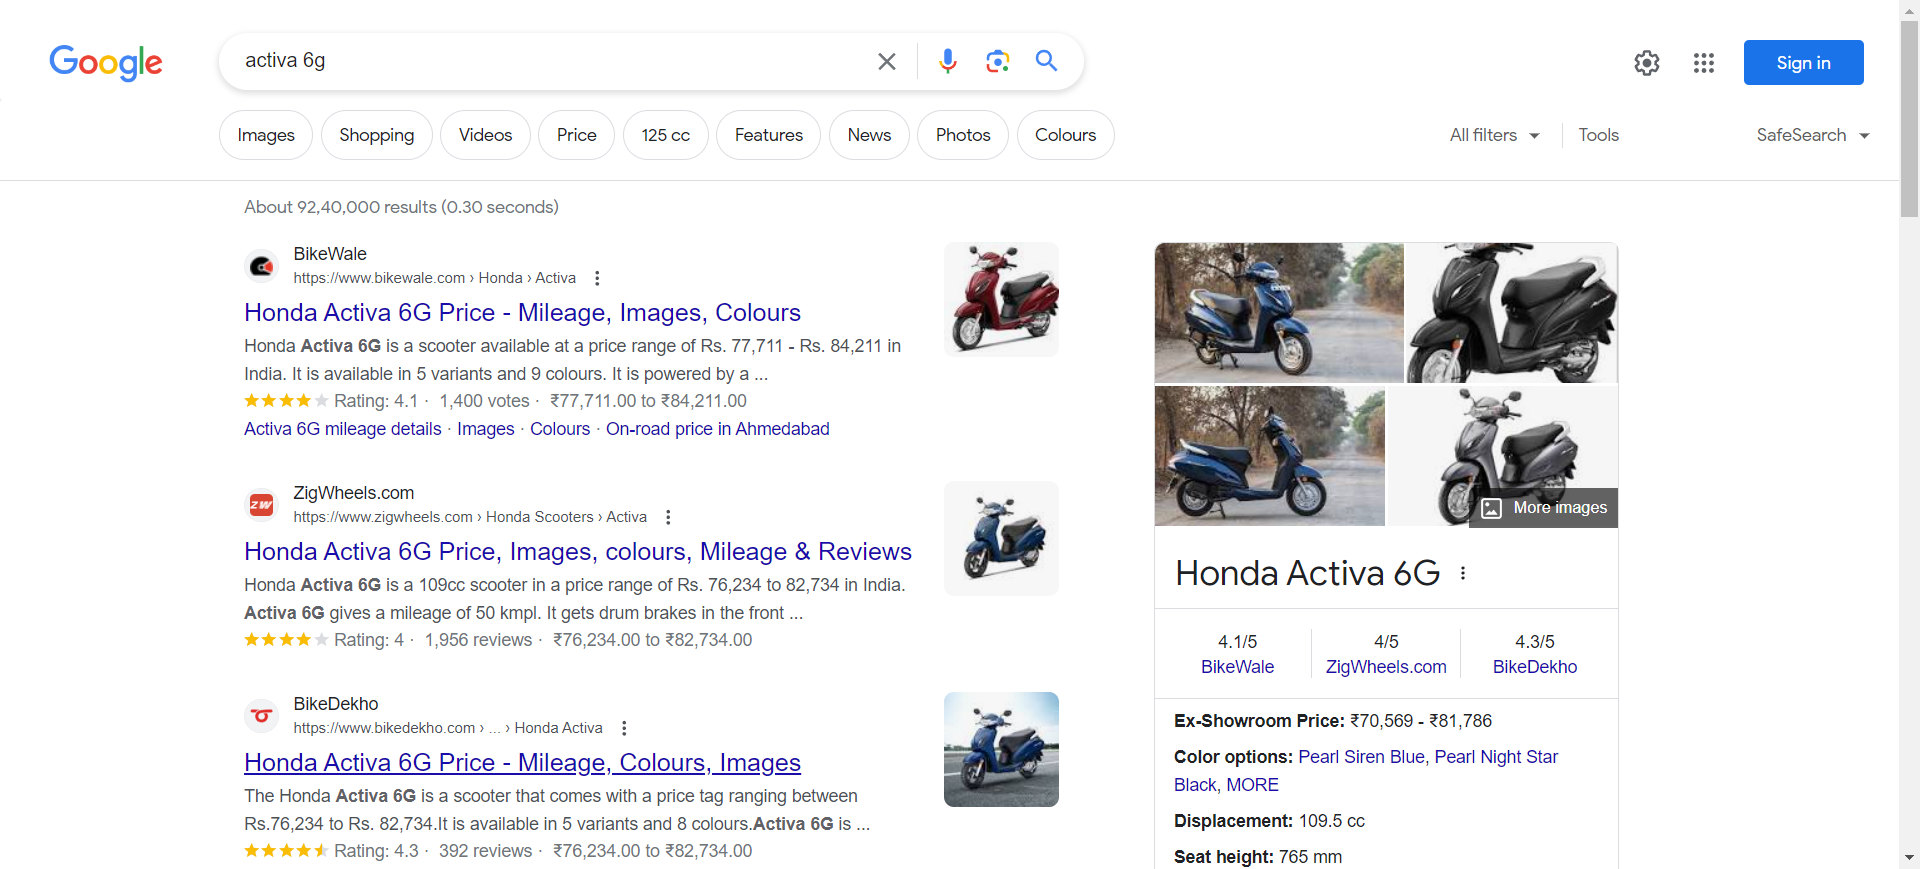 Google
activa 6g
Sign in
Images
Shopping
Videos
Price
125 cc
Features
News
Photos
Colours
All filters
Tools
SafeSearch
About 92,40,000 results (0.30 seconds)
BikeWale
https://www.bikewale.com › Honda › Activa
Honda Activa 6G Price - Mileage, Images, Colours
Honda Activa 6G is a scooter available at a price range of Rs. 77,711 - Rs. 84,211 in
India. It is available in 5 variants and 9 colours. It is powered by a ...
Rating: 4.1 · 1,400 votes · ₹77,711.00 to ₹84,211.00
Activa 6G mileage details · Images · Colours · On-road price in Ahmedabad
ZW
ZigWheels.com
https://www.zigwheels.com › Honda Scooters › Activa
Honda Activa 6G Price, Images, colours, Mileage & Reviews
Honda Activa 6G is a 109cc scooter in a price range of Rs. 76,234 to 82,734 in India.
Activa 6G gives a mileage of 50 kmpl. It gets drum brakes in the front ...
Rating: 4 · 1,956 reviews · ₹76,234.00 to ₹82,734.00
BikeDekho
https://www.bikedekho.com › ... › Honda Activa
Honda Activa 6G Price - Mileage, Colours, Images
The Honda Activa 6G is a scooter that comes with a price tag ranging between
Rs.76,234 to Rs. 82,734.It is available in 5 variants and 8 colours.Activa 6G is ...
Rating: 4.3 · 392 reviews · ₹76,234.00 to ₹82,734.00
More images
Honda Activa 6G
4.1/5
BikeWale
4/5
ZigWheels.com
4.3/5
BikeDekho
Ex-Showroom Price: ₹70,569 - ₹81,786
Color options: Pearl Siren Blue, Pearl Night Star
Black, MORE
Displacement: 109.5 cc
Seat height: 765 mm